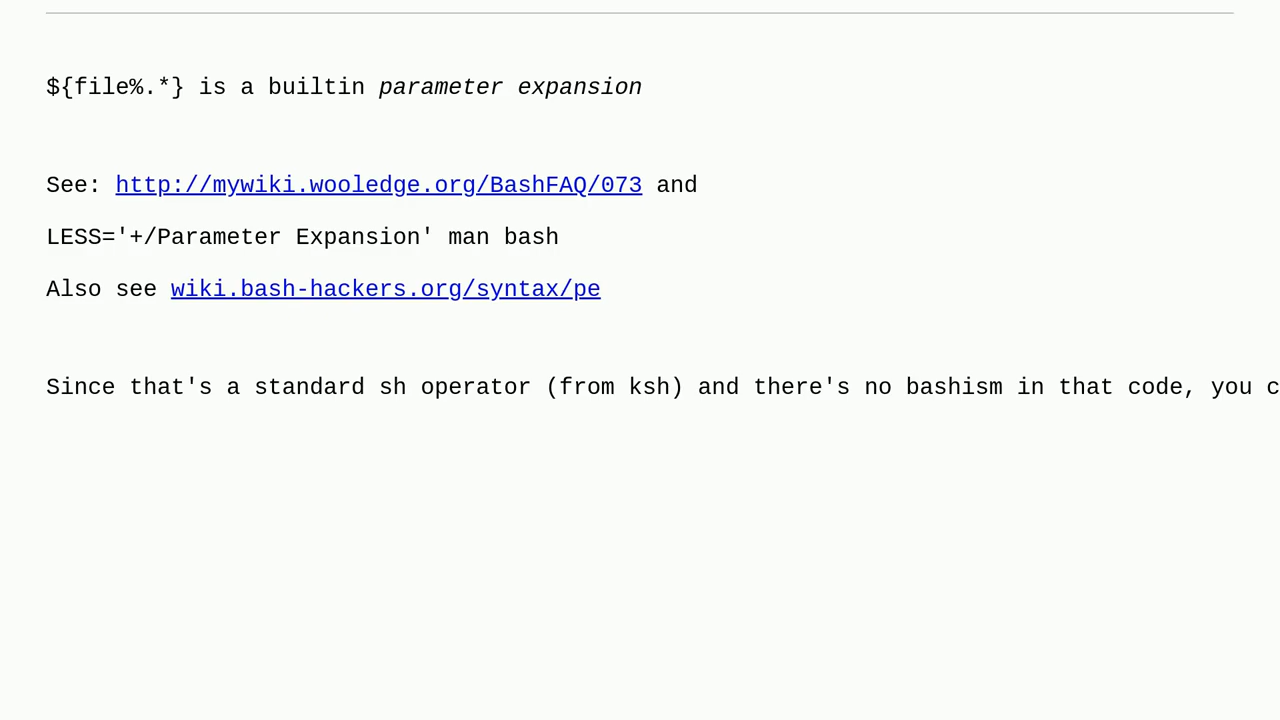 ${file%.*} is a builtin parameter expansion
See: http://mywiki.wooledge.org/BashFAQ/073 and
LESS='+/Parameter Expansion' man bash
Also see wiki.bash-hackers.org/syntax/pe
Since that's a standard sh operator (from ksh) and there's no bashism in that code, you